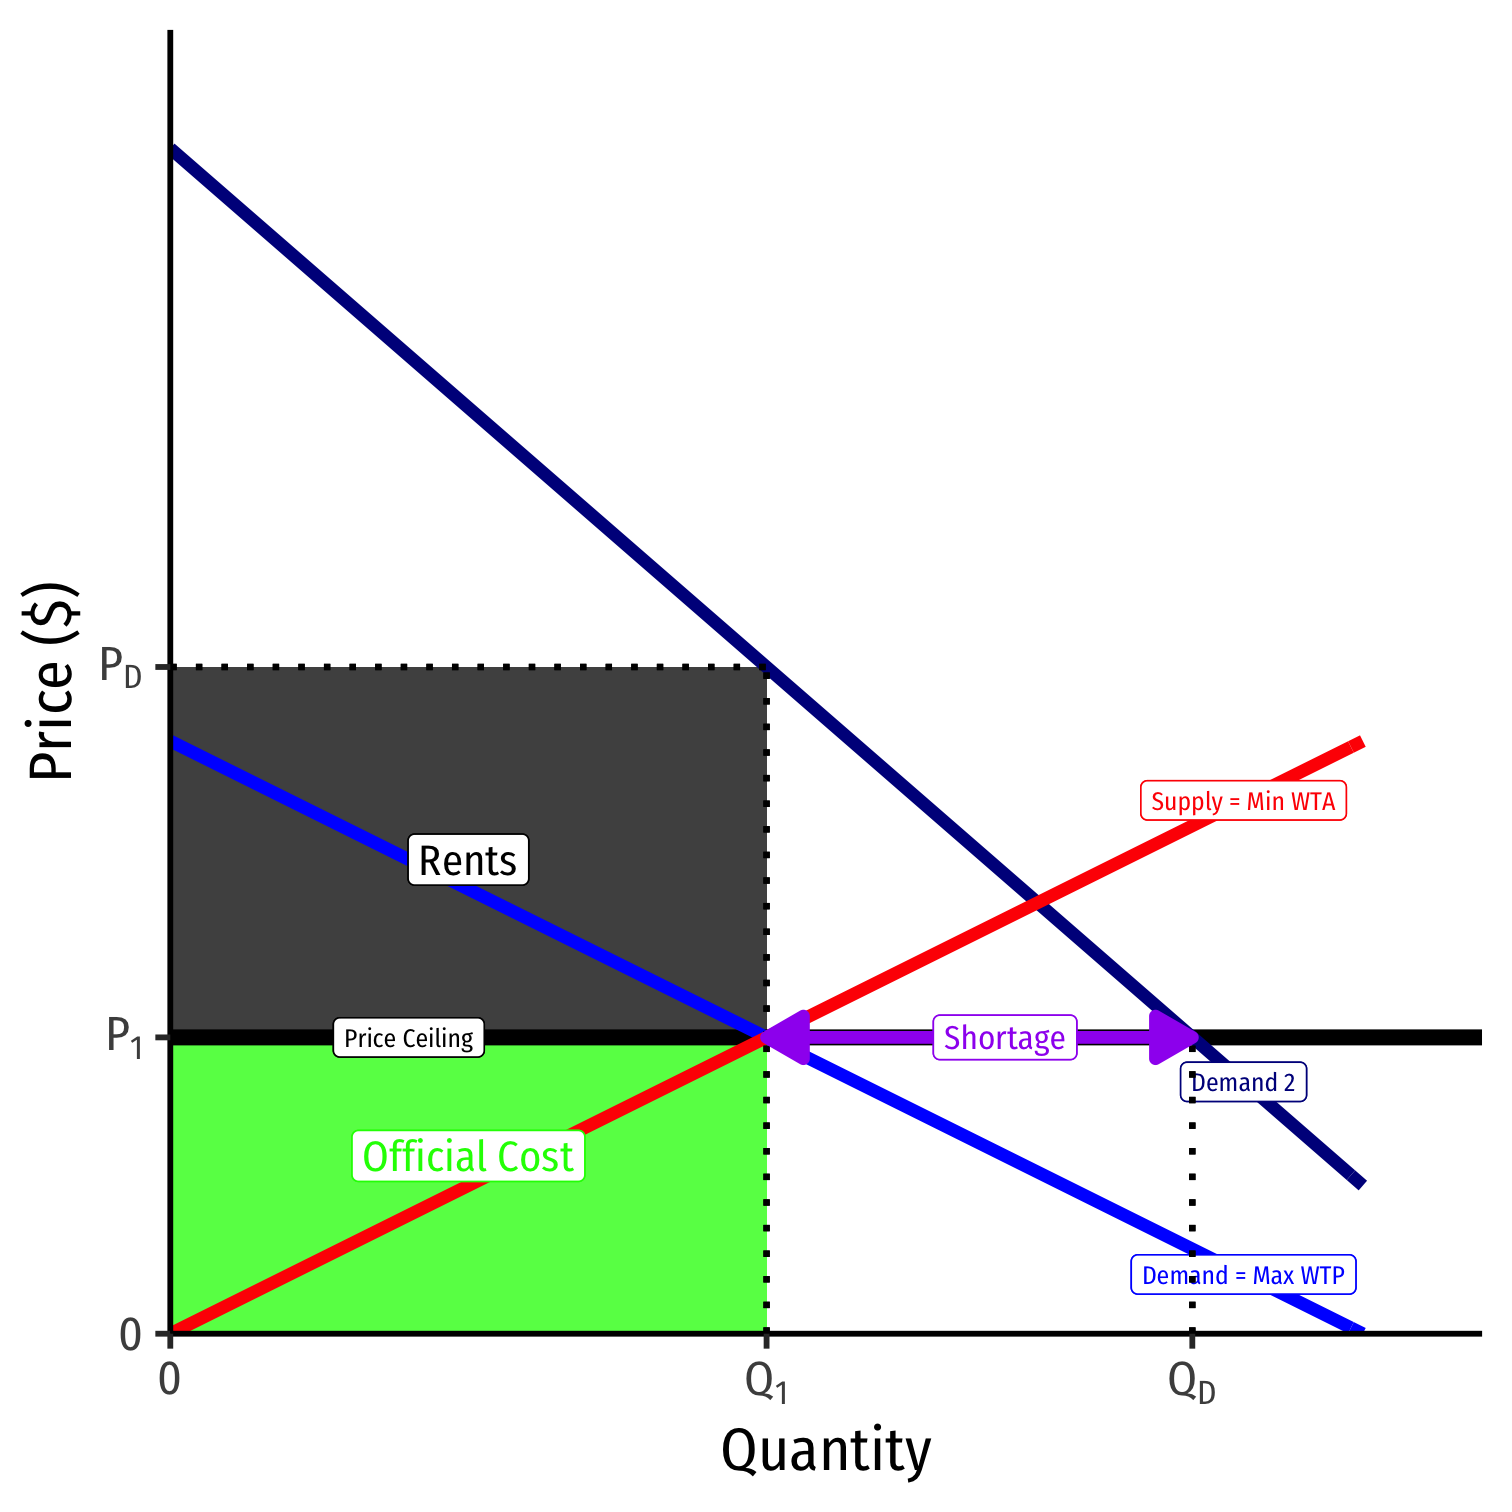 Price ($)
P_D
P_1
0
Rents
Price Ceiling
Official Cost
Supply = Min WTA
Shortage
Demand 2
Demand = Max WTP
0
Q_1
Q_D
Quantity